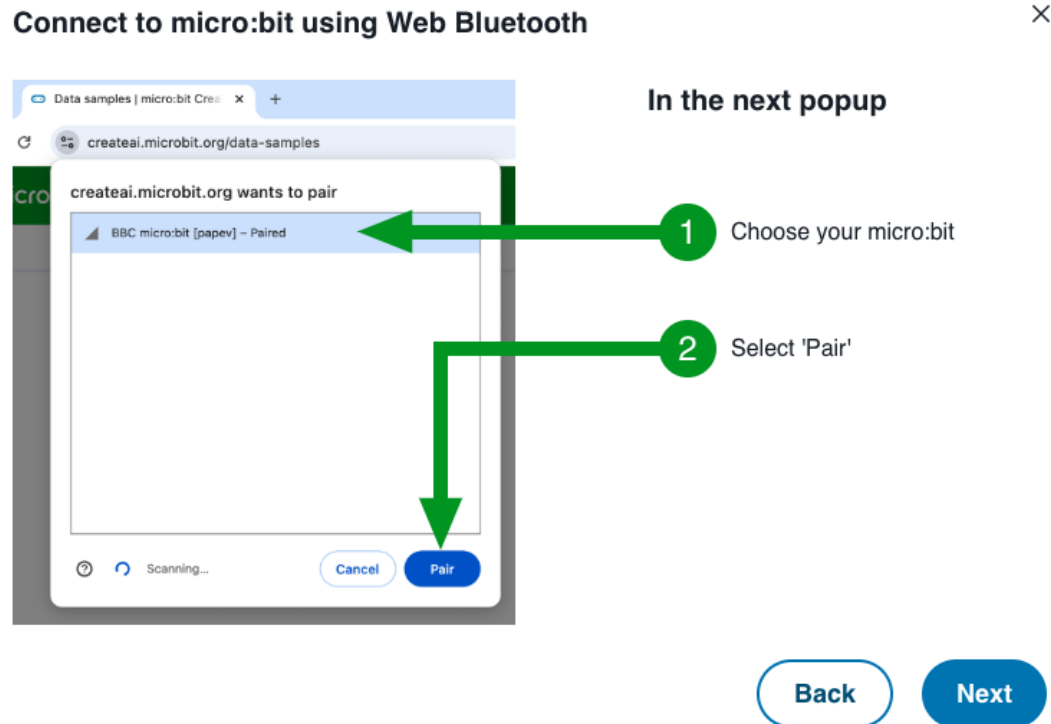 Connect to micro:bit using Web Bluetooth
Data samples | micro:bit Crea
createai.microbit.org/data-samples
cro
createai.microbit.org wants to pair
BBC micro:bit [papev] – Paired
Scanning...
Cancel
Pair
In the next popup
1 Choose your micro:bit
2 Select 'Pair'
Back
Next